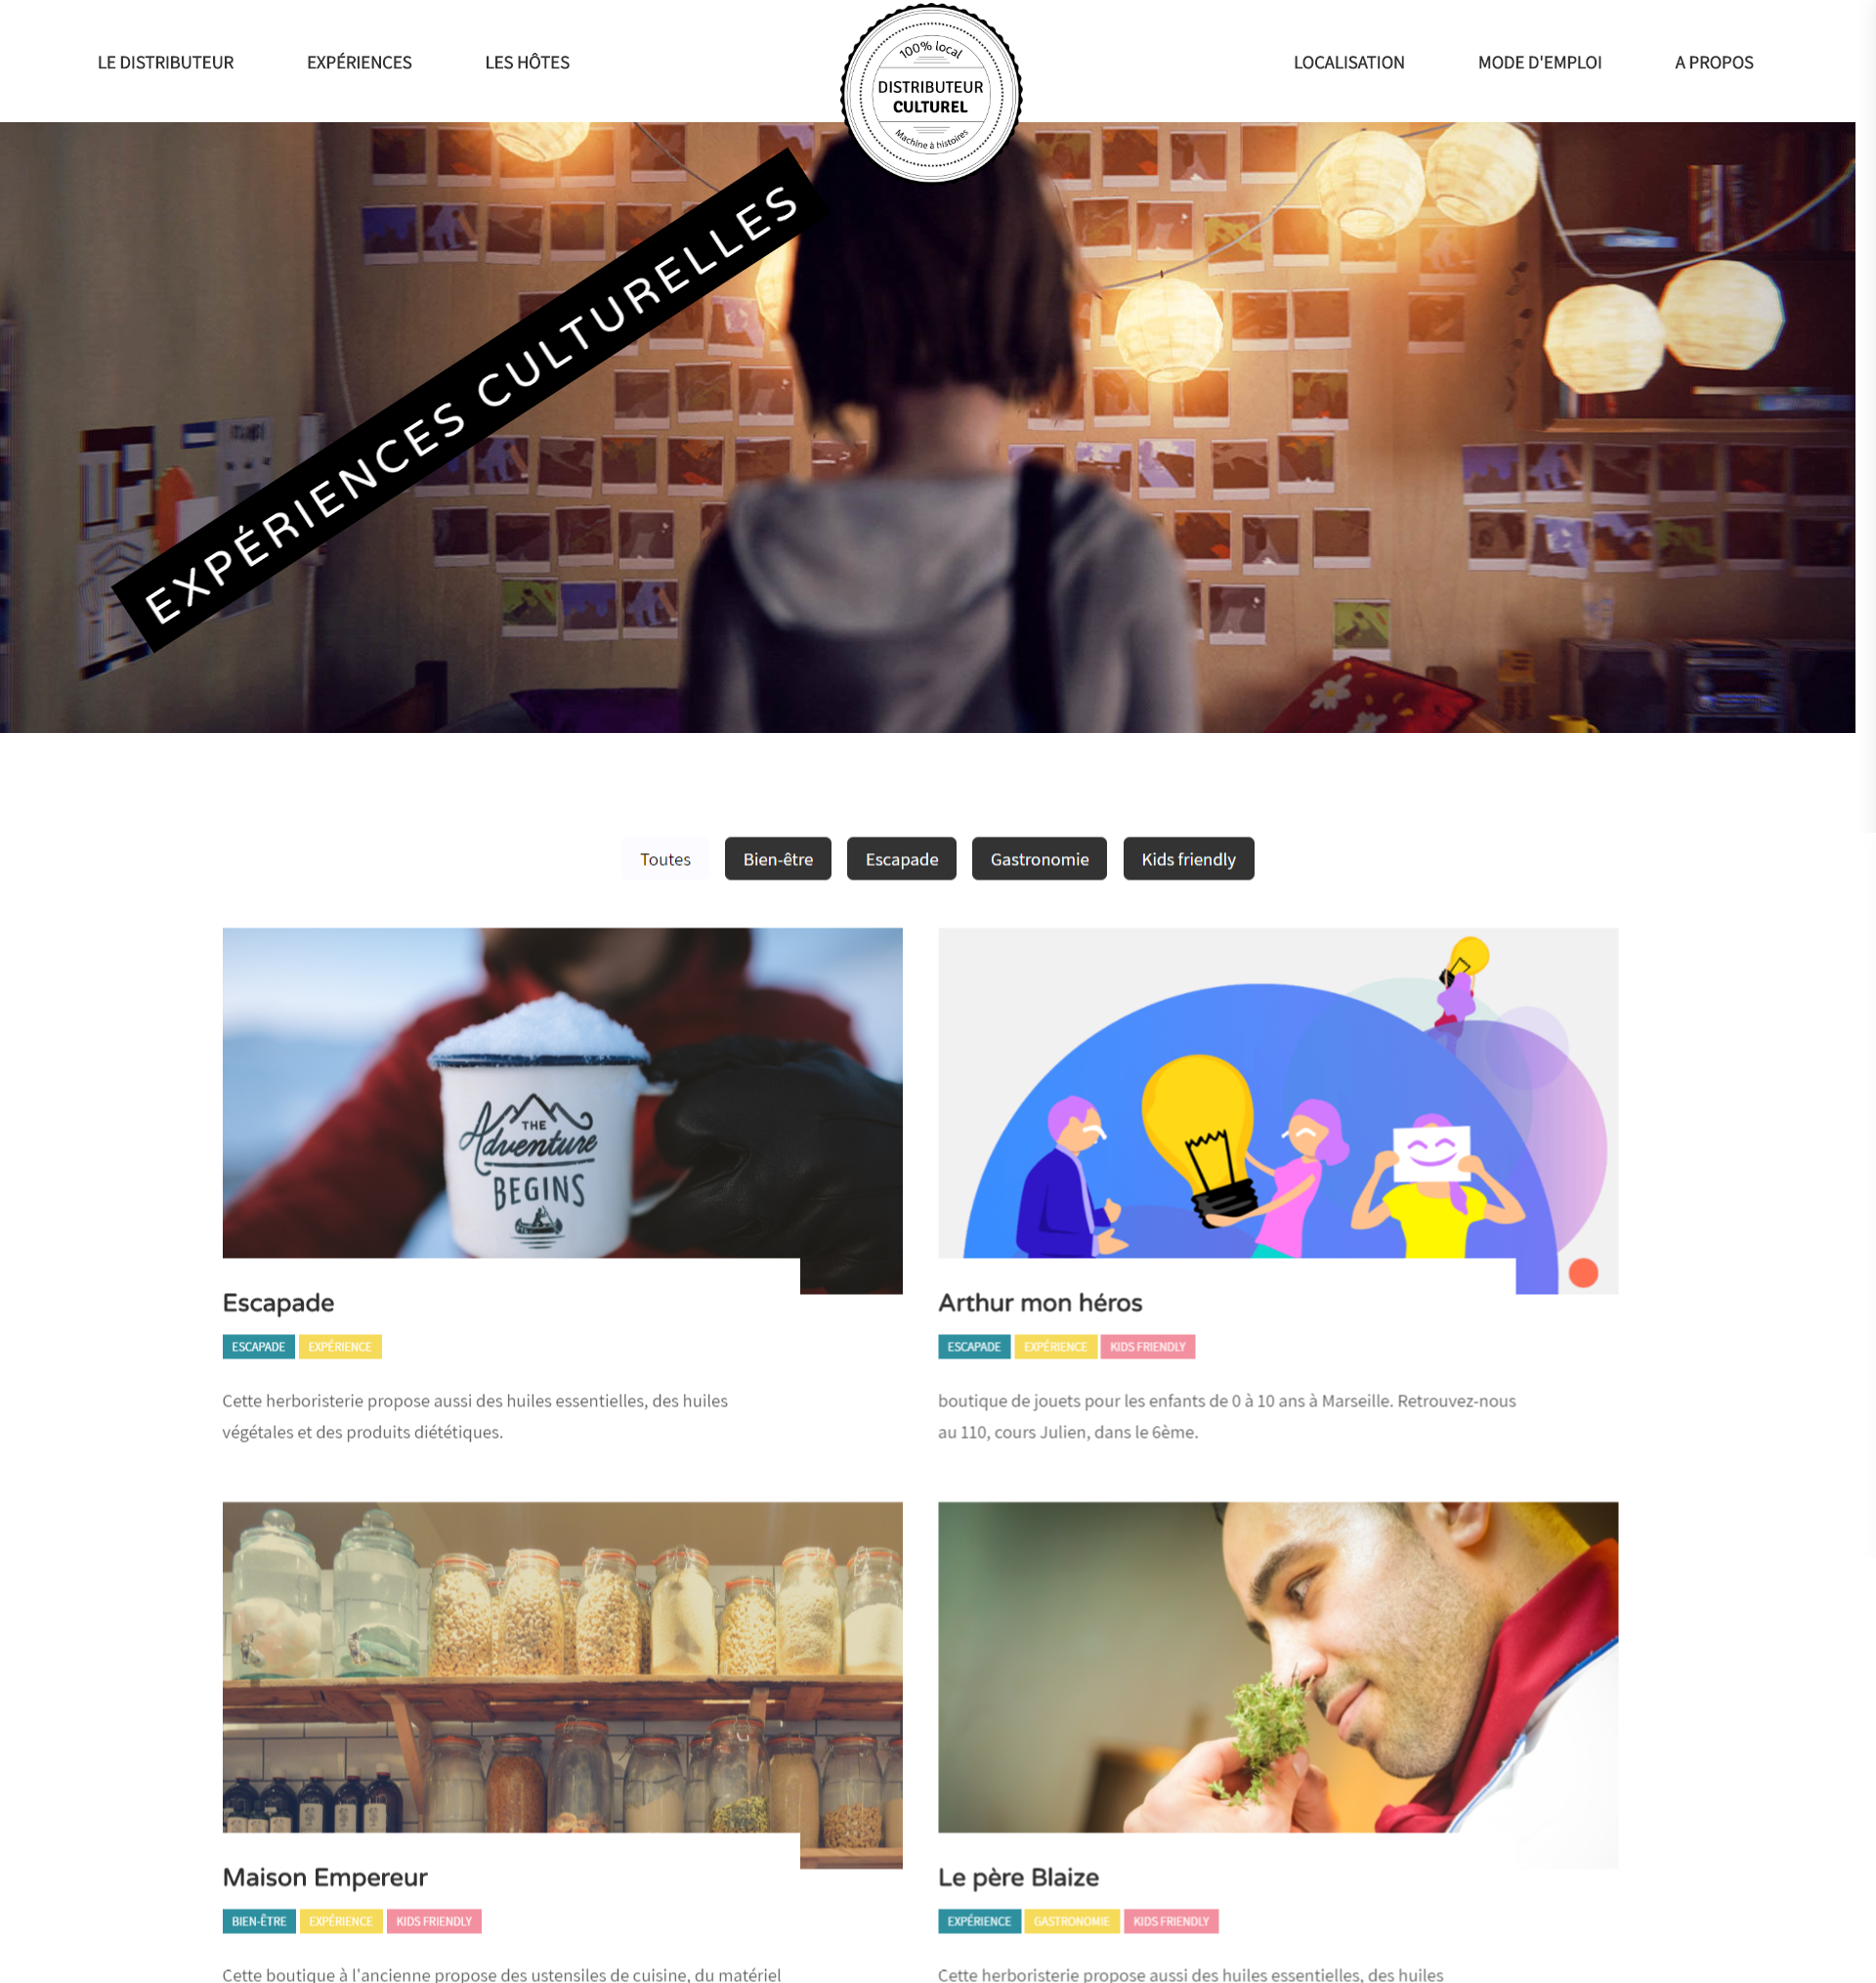 LE DISTRIBUTEUR
EXPÉRIENCES
LES HÔTES
100% local
DISTRIBUTEUR
CULTUREL
Machine à histoires
LOCALISATION
MODE D'EMPLOI
A PROPOS
EXPÉRIENCES CULTURELLES
Toutes
Bien-être
Escapade
Gastronomie
Kids friendly
THE
Adventure
BEGINS
Escapade
ESCAPADE
EXPÉRIENCE
Cette herboristerie propose aussi des huiles essentielles, des huiles
végétales et des produits diététiques.
Arthur mon héros
ESCAPADE
EXPÉRIENCE
KIDS FRIENDLY
boutique de jouets pour les enfants de 0 à 10 ans à Marseille. Retrouvez-nous
au 110, cours Julien, dans le 6ème.
Maison Empereur
BIEN-ÊTRE
EXPÉRIENCE
KIDS FRIENDLY
Cette boutique à l'ancienne propose des ustensiles de cuisine, du matériel
Le père Blaize
EXPÉRIENCE
GASTRONOMIE
KIDS FRIENDLY
Cette herboristerie propose aussi des huiles essentielles, des huiles